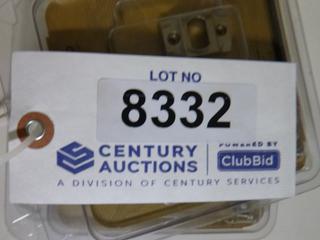 LOT NO
8332
CENTURY AUCTIONS
POWERED BY
ClubBid
A DIVISION OF CENTURY SERVICES